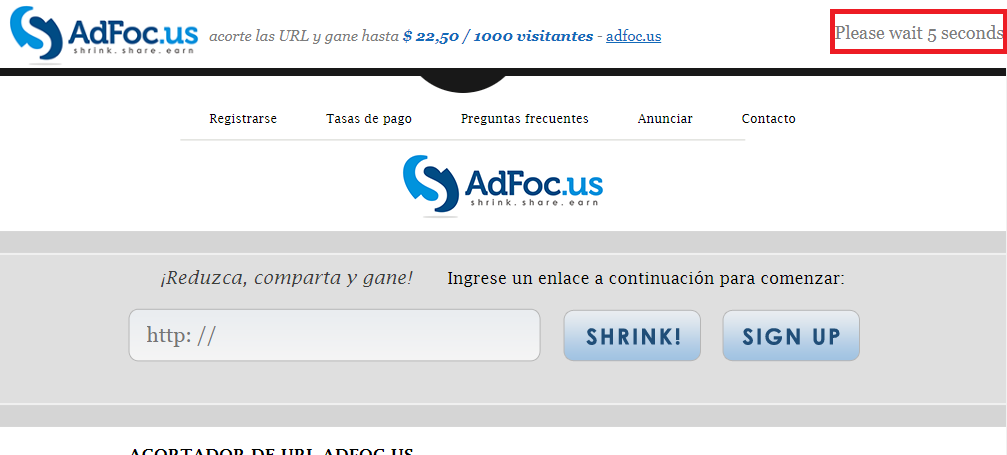 AdFoc.us
shrink. share. earn
acorte las URL y gane hasta $ 22,50 / 1000 visitantes - adfoc.us
Please wait 5 seconds
Registrarse Tasas de pago Preguntas frecuentes Anunciar Contacto
AdFoc.us
shrink. share. earn
¡Reduzca, comparta y gane! Ingrese un enlace a continuación para comenzar:
http: // SHRINK! SIGN UP
ACORTADOR DE URL ADFOC.US